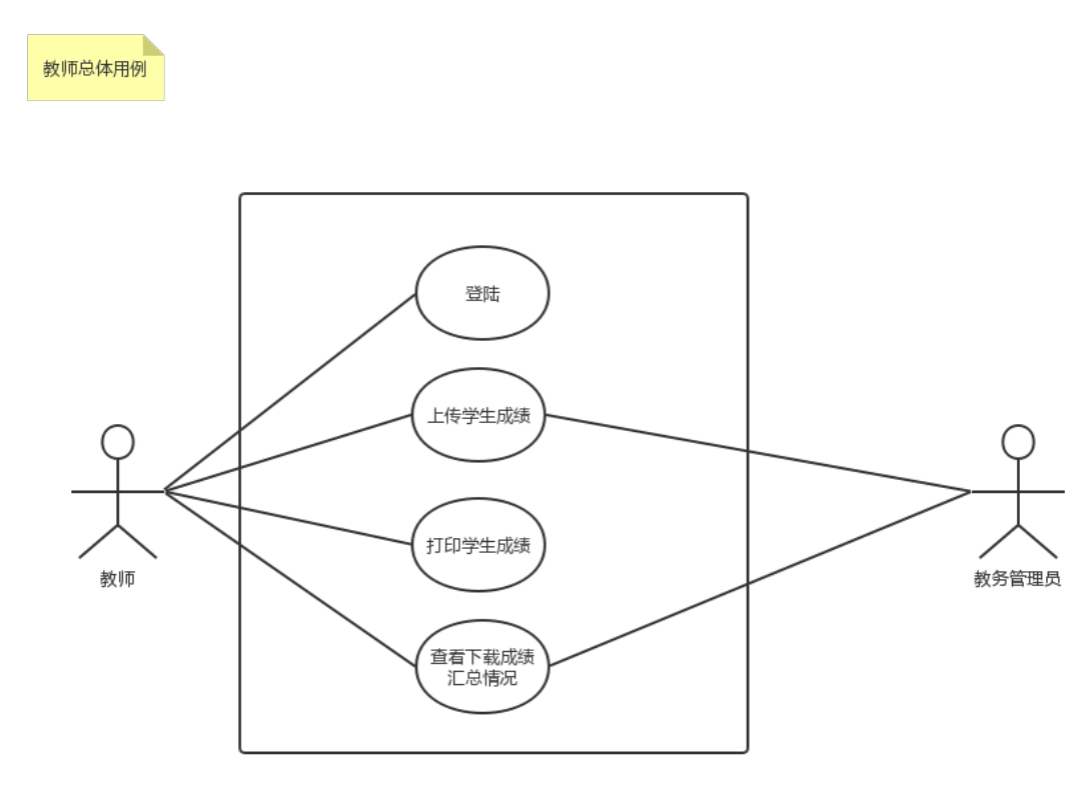 教师总体用例
登陆
上传学生成绩
打印学生成绩
教师
教务管理员
查看下载成绩
汇总情况